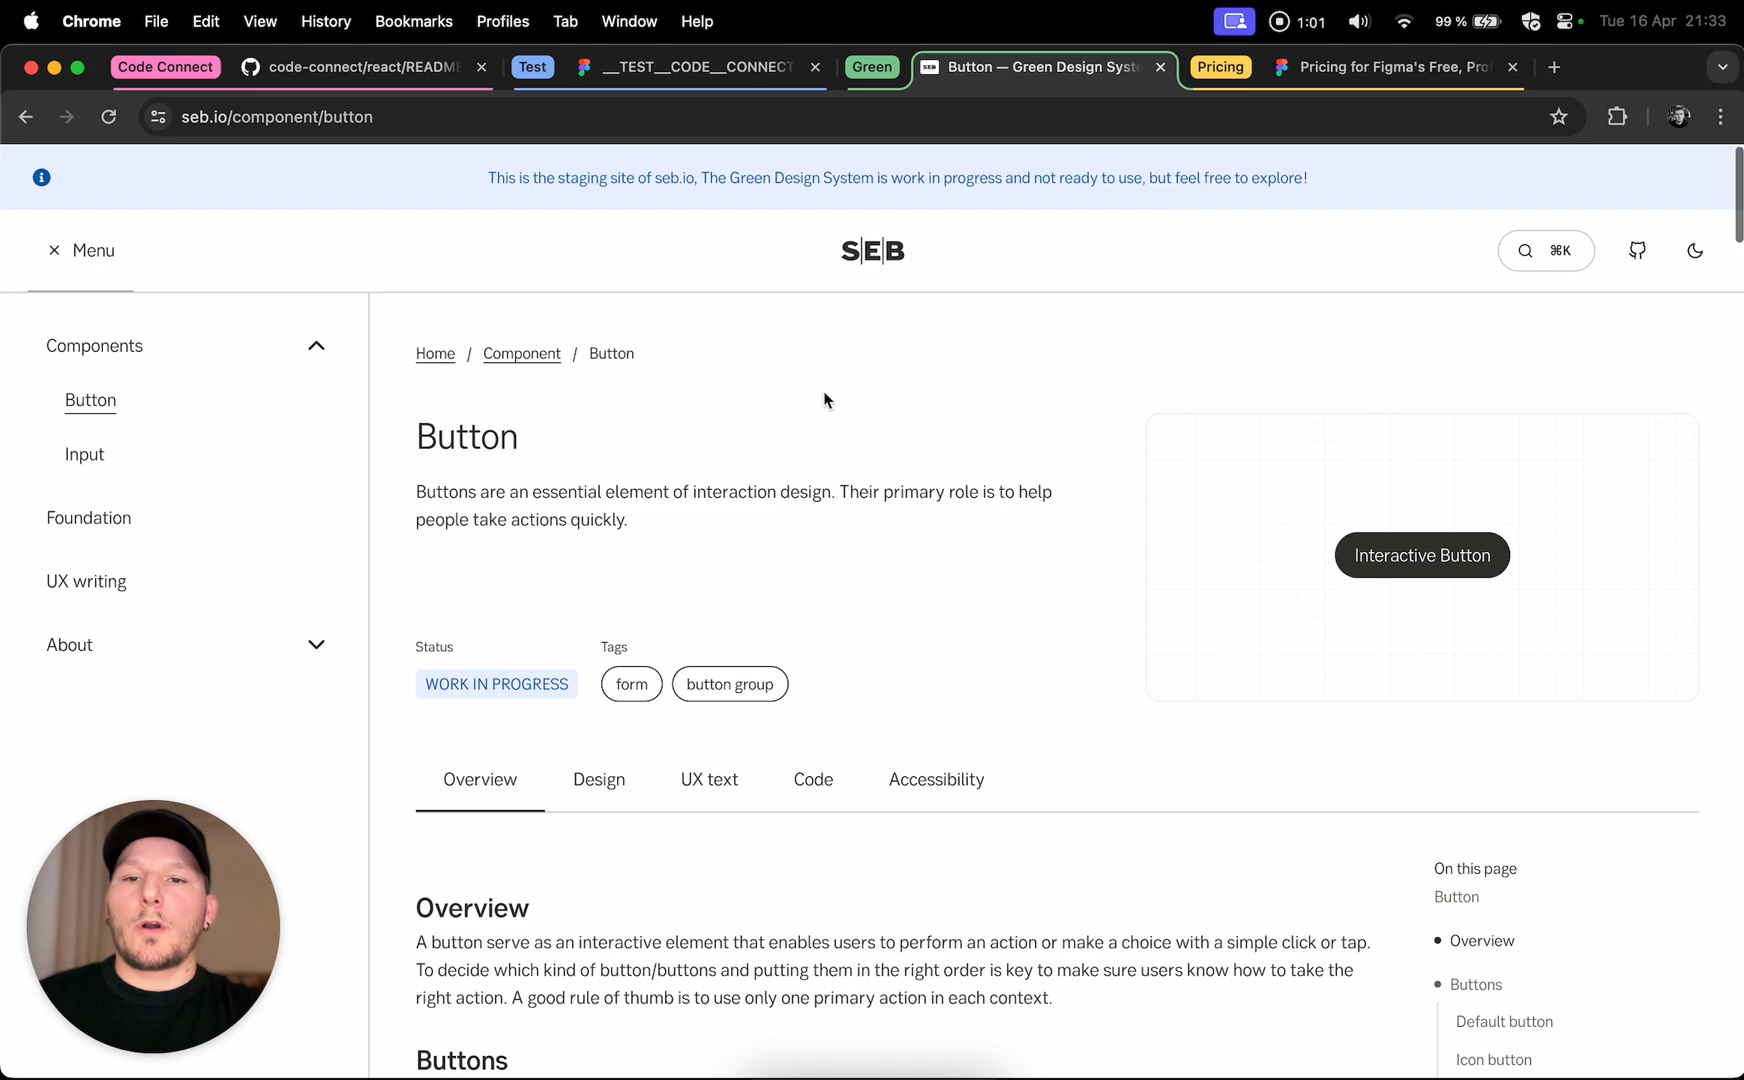 Chrome File Edit View History Bookmarks Profiles Tab Window Help 1:01 99 % Tue 16 Apr 21:33
Code Connect code-connect/react/README Test __TEST__CODE__CONNECT Green Button — Green Design Syste Pricing Pricing for Figma's Free, Pro
seb.io/component/button
This is the staging site of seb.io, The Green Design System is work in progress and not ready to use, but feel free to explore!
Menu
SEB
⌘K
Components
Button
Input
Foundation
UX writing
About
Home / Component / Button
Button
Buttons are an essential element of interaction design. Their primary role is to help
people take actions quickly.
Interactive Button
Status
WORK IN PROGRESS
Tags
form
button group
Overview Design UX text Code Accessibility
Overview
A button serve as an interactive element that enables users to perform an action or make a choice with a simple click or tap.
To decide which kind of button/buttons and putting them in the right order is key to make sure users know how to take the
right action. A good rule of thumb is to use only one primary action in each context.
Buttons
On this page
Button
Overview
Buttons
Default button
Icon button